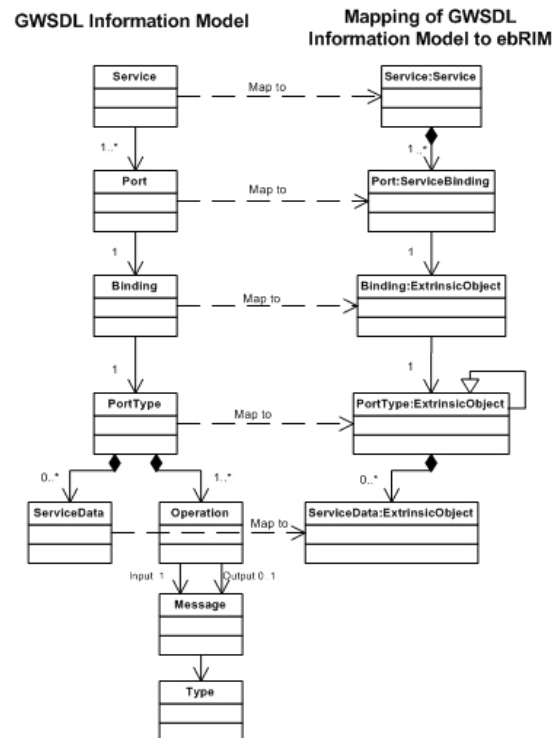 GWSDL Information Model
Mapping of GWSDL
Information Model to ebRIM
Service
Map to
Service:Service
1..*
1..*
Port
Map to
Port:ServiceBinding
1
1
Binding
Map to
Binding:ExtrinsicObject
1
1
PortType
Map to
PortType:ExtrinsicObject
0..*
1..*
0..*
ServiceData
Operation
Map to
ServiceData:ExtrinsicObject
Input 1
Output 0..1
Message
Type